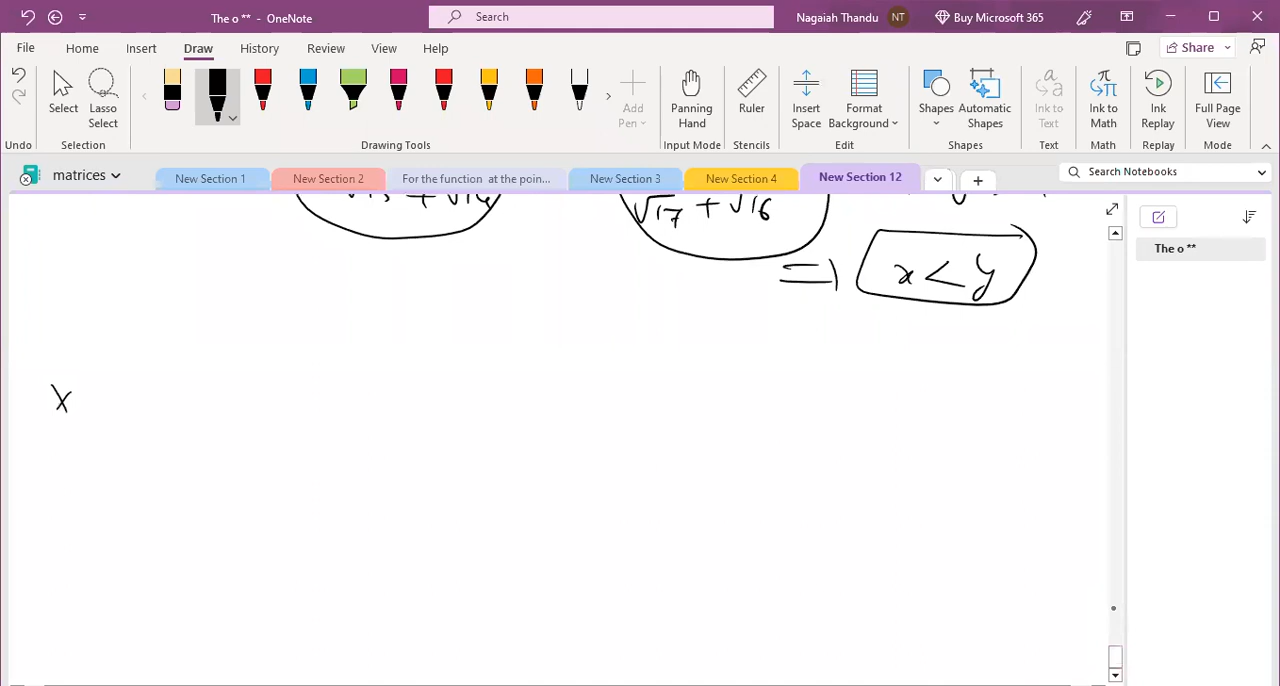 The o ** - OneNote
Search
Nagaiah Thandu NT
Buy Microsoft 365
File Home Insert Draw History Review View Help
Share
Select
Lasso Select
Add Pen
Panning Hand
Ruler
Insert Space
Format Background
Shapes
Automatic Shapes
Ink to Text
Ink to Math
Ink Replay
Full Page View
Undo Selection Drawing Tools Input Mode Stencils Edit Shapes Text Math Replay Mode
matrices
New Section 1 New Section 2 For the function at the poin... New Section 3 New Section 4 New Section 12
Search Notebooks
The o **
√17 + √16
=) x < y
X